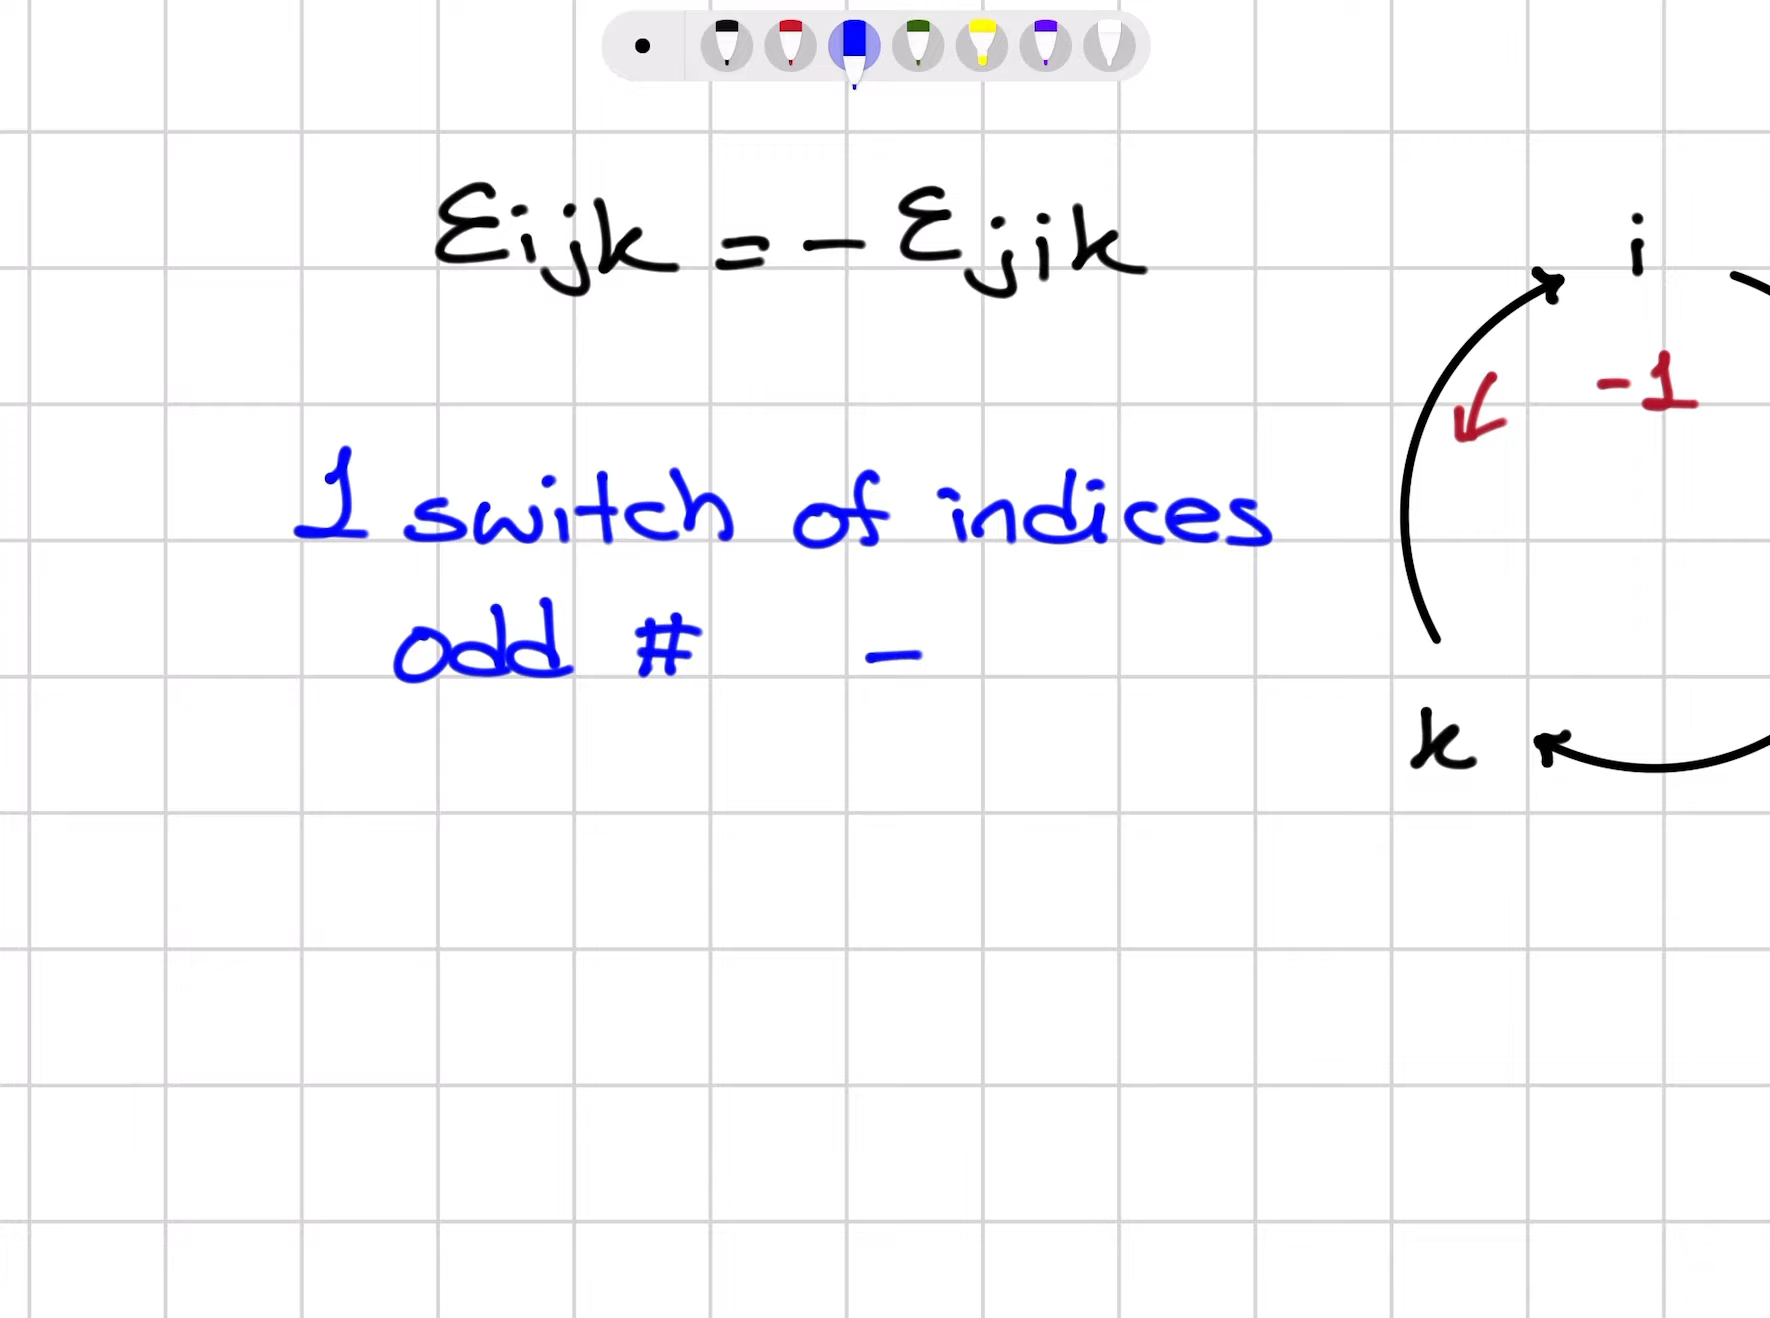 εijk = - εjik
1 switch of indices
odd # -
i
-1
k